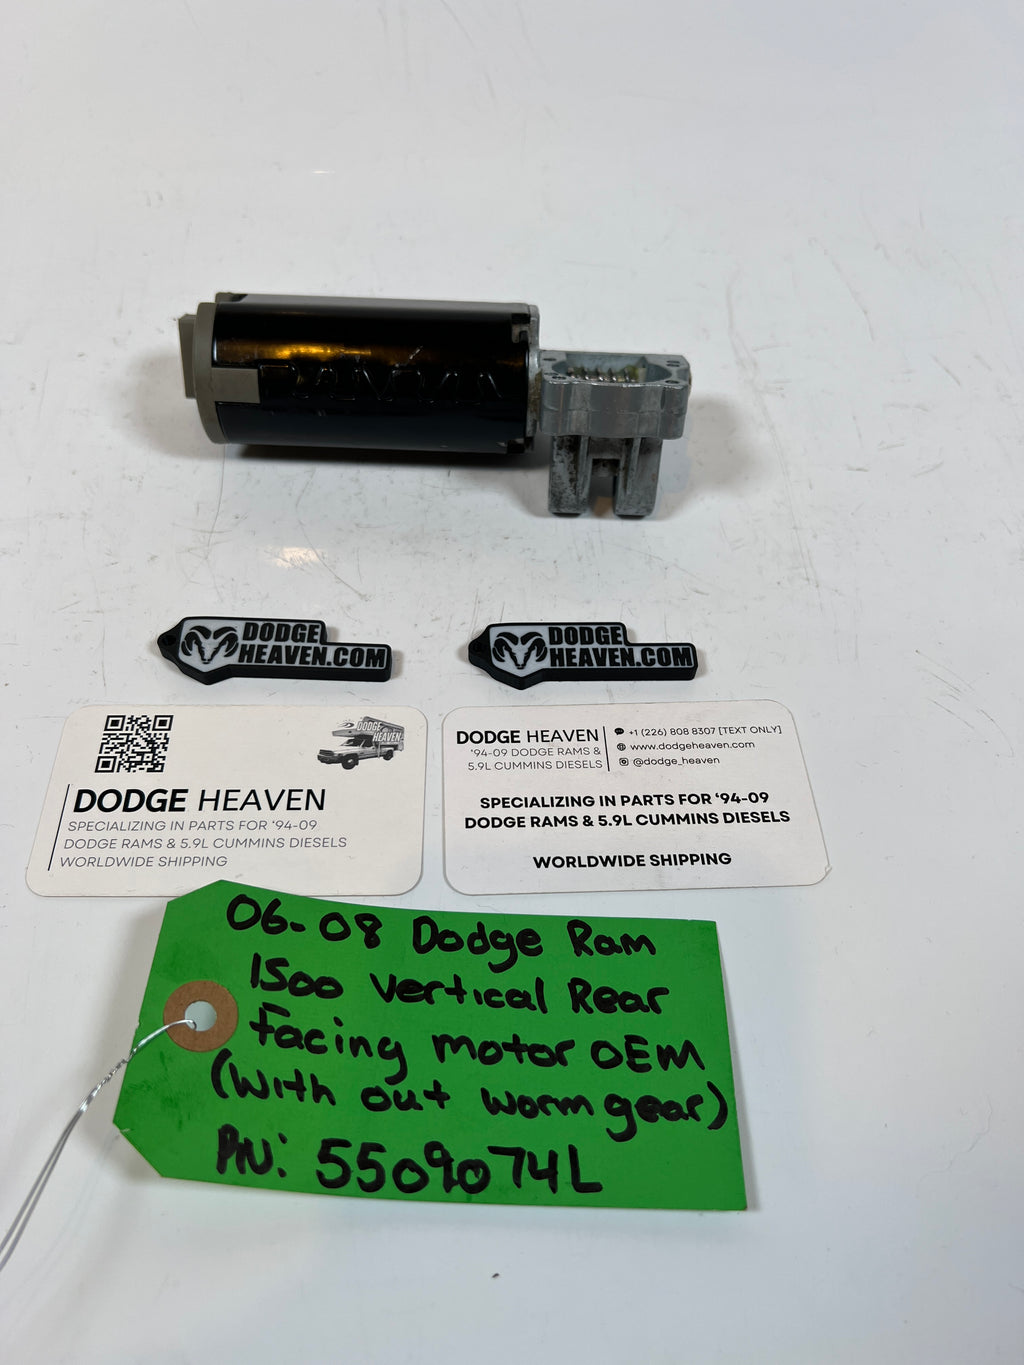 DODGE
HEAVEN.COM
DODGE
HEAVEN.COM
DODGE
HEAVEN
DODGE HEAVEN
SPECIALIZING IN PARTS FOR '94-09
DODGE RAMS & 5.9L CUMMINS DIESELS
WORLDWIDE SHIPPING
DODGE HEAVEN
'94-09 DODGE RAMS &
5.9L CUMMINS DIESELS
+1 (226) 808 8307 [TEXT ONLY]
www.dodgeheaven.com
@dodge_heaven
SPECIALIZING IN PARTS FOR '94-09
DODGE RAMS & 5.9L CUMMINS DIESELS
WORLDWIDE SHIPPING
06-08 Dodge Ram
1500 Vertical Rear
Facing motor OEM
(With out worm gear)
PN: 5509074L